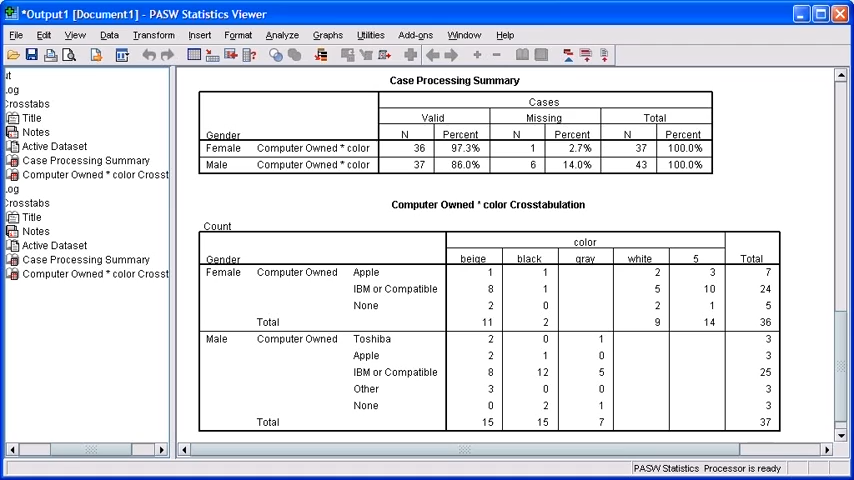 *Output1 [Document1] - PASW Statistics Viewer
File Edit View Data Transform Insert Format Analyze Graphs Utilities Add-ons Window Help
ut
Log
Crosstabs
Title
Notes
Active Dataset
Case Processing Summary
Computer Owned * color Crosst
Log
Crosstabs
Title
Notes
Active Dataset
Case Processing Summary
Computer Owned * color Crosst
Case Processing Summary
Cases
Valid Missing Total
Gender N Percent N Percent N Percent
Female Computer Owned * color 36 97.3% 1 2.7% 37 100.0%
Male Computer Owned * color 37 86.0% 6 14.0% 43 100.0%
Computer Owned * color Crosstabulation
Count
color
Gender beige black gray white 5 Total
Female Computer Owned Apple 1 1 2 3 7
IBM or Compatible 8 1 5 10 24
None 2 0 2 1 5
Total 11 2 9 14 36
Male Computer Owned Toshiba 2 0 1 3
Apple 2 1 0 3
IBM or Compatible 8 12 5 25
Other 3 0 0 3
None 0 2 1 3
Total 15 15 7 37
PASW Statistics Processor is ready